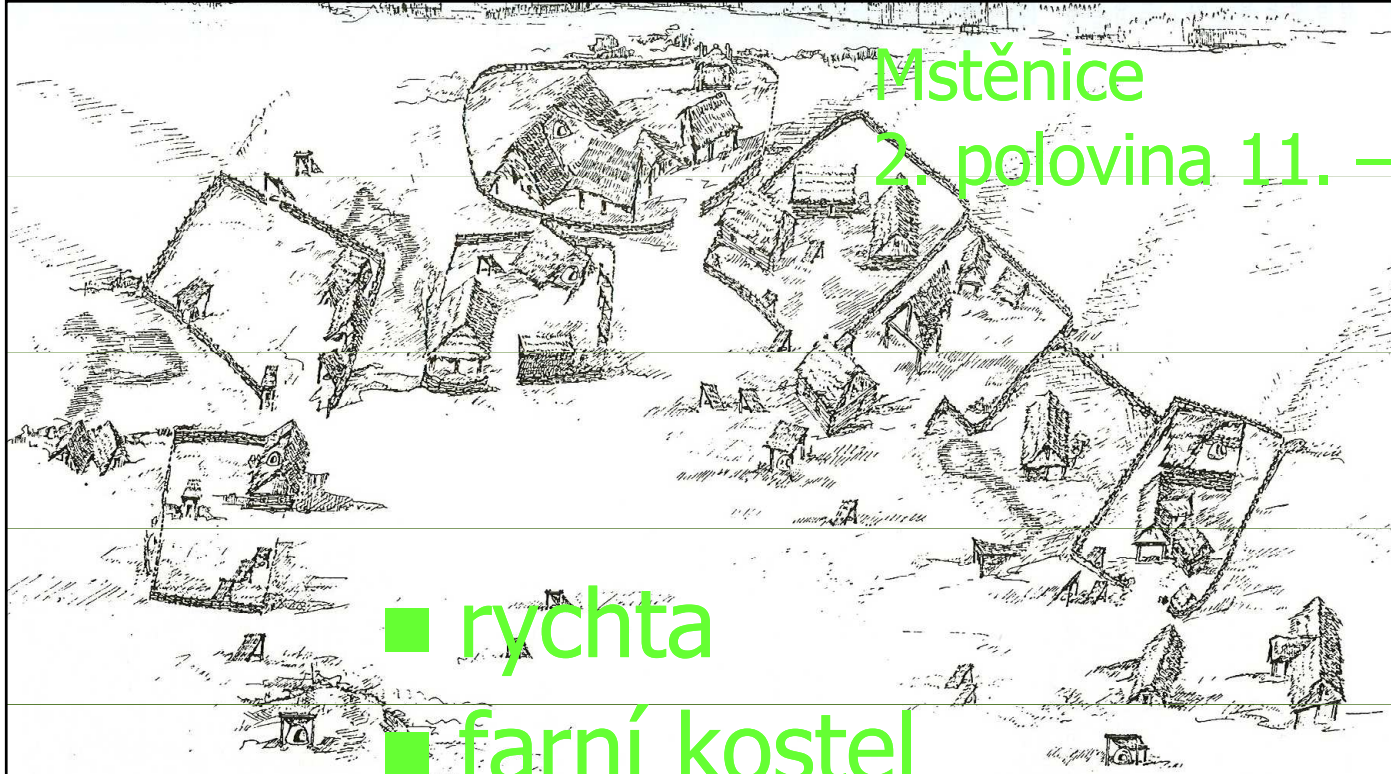 Mstěnice
2. polovina 11. –
■ rychta
■ farní kostel